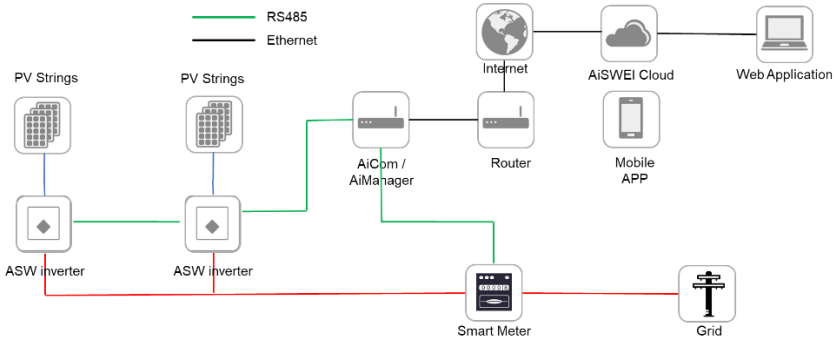 RS485
Ethernet
PV Strings
PV Strings
Internet
AiSWEI Cloud
Web Application
AiCom /
AiManager
Router
Mobile
APP
ASW inverter
ASW inverter
Smart Meter
Grid